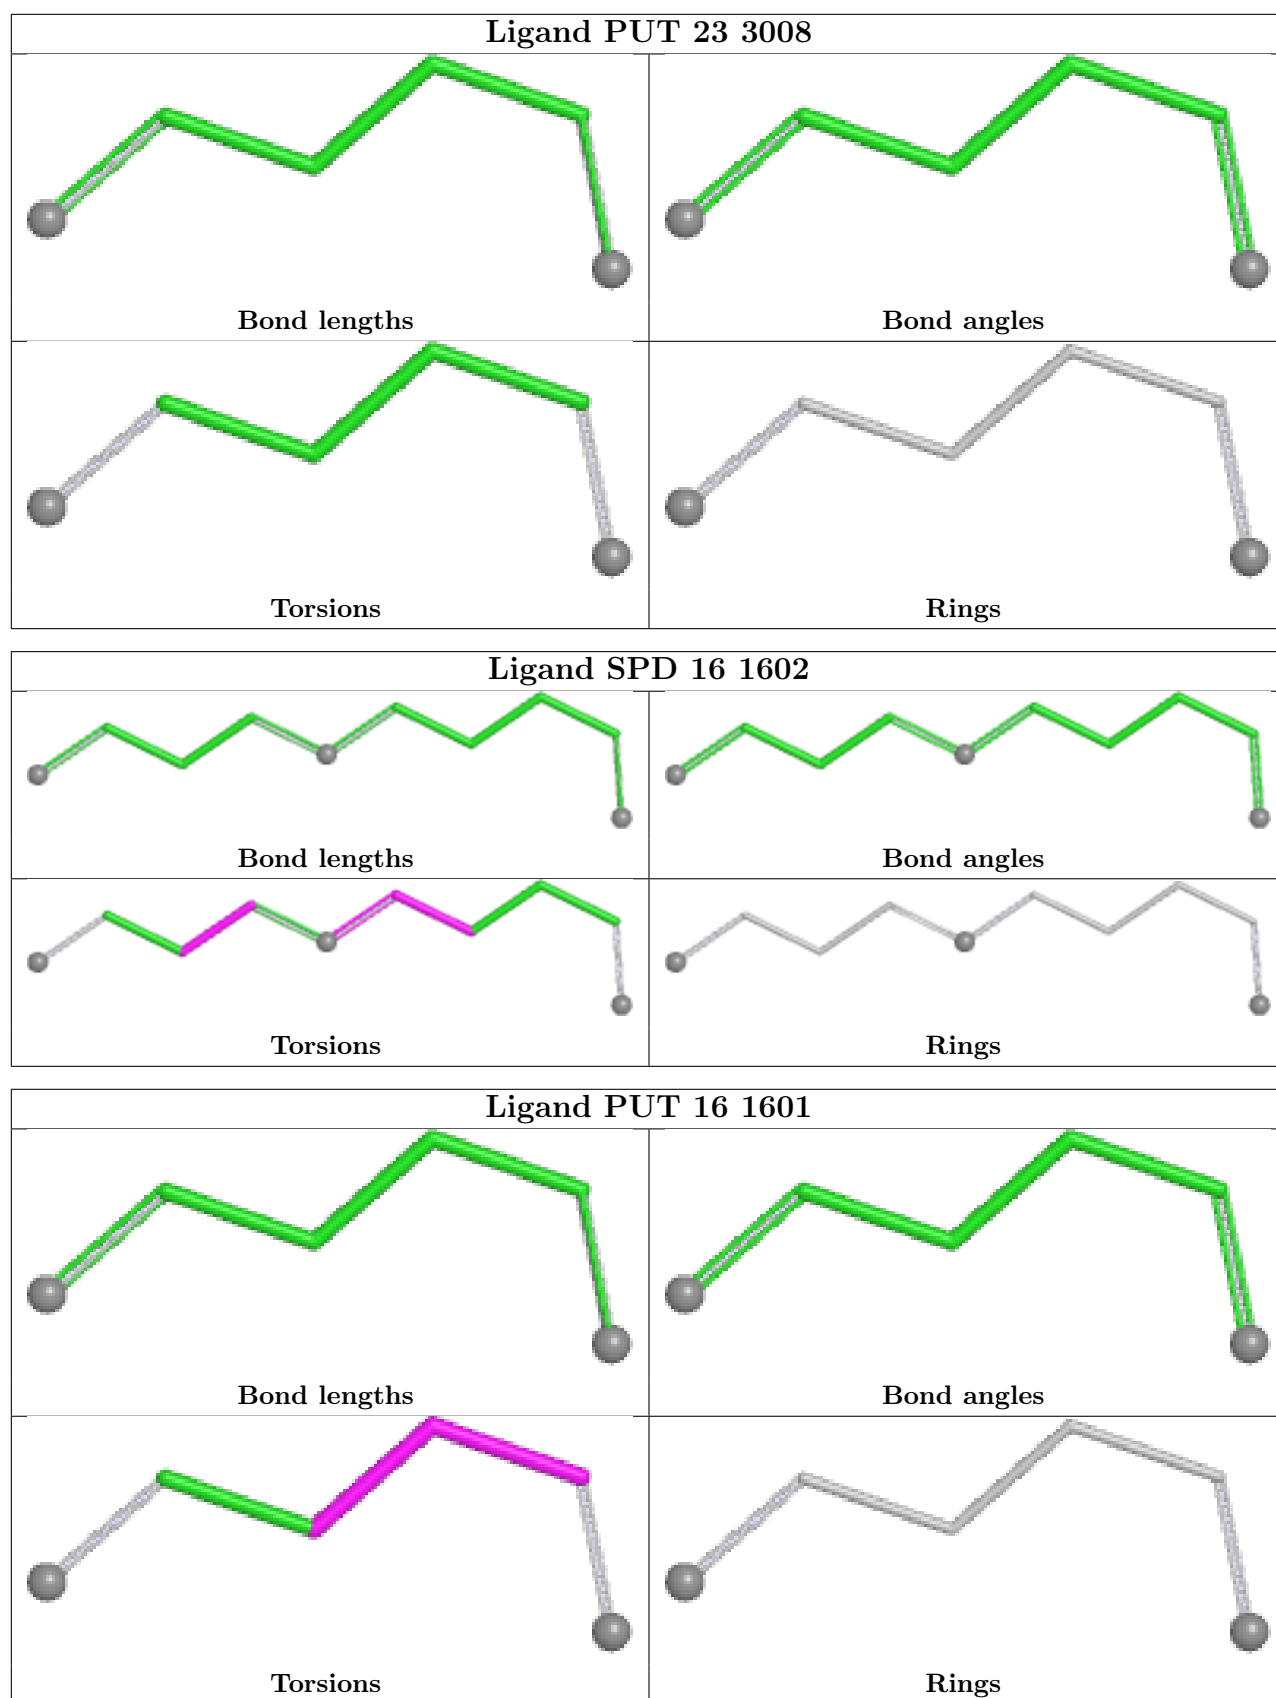 Ligand PUT 23 3008
Bond lengths
Bond angles
Torsions
Rings
Ligand SPD 16 1602
Bond lengths
Bond angles
Torsions
Rings
Ligand PUT 16 1601
Bond lengths
Bond angles
Torsions
Rings